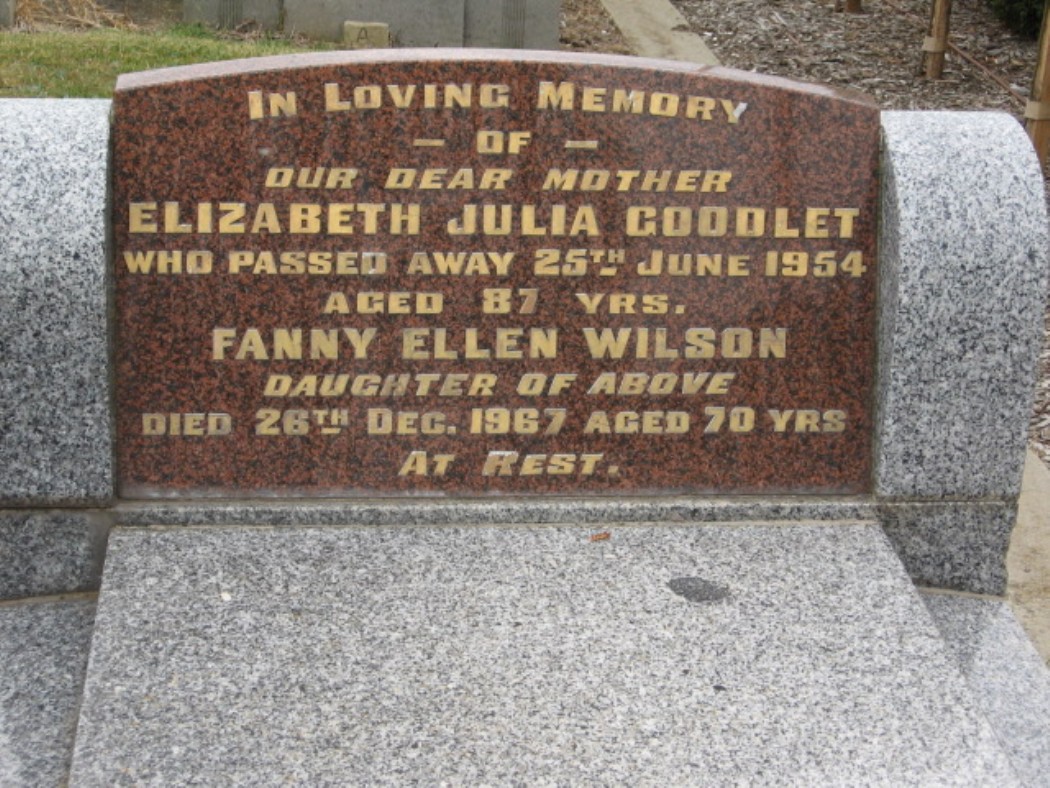 In Loving Memory
— OF —
OUR DEAR MOTHER
ELIZABETH JULIA GOODLET
WHO PASSED AWAY 25TH JUNE 1954
AGED 87 YRS.
FANNY ELLEN WILSON
DAUGHTER OF ABOVE
DIED 26TH DEC. 1967 AGED 70 YRS
AT REST.
A